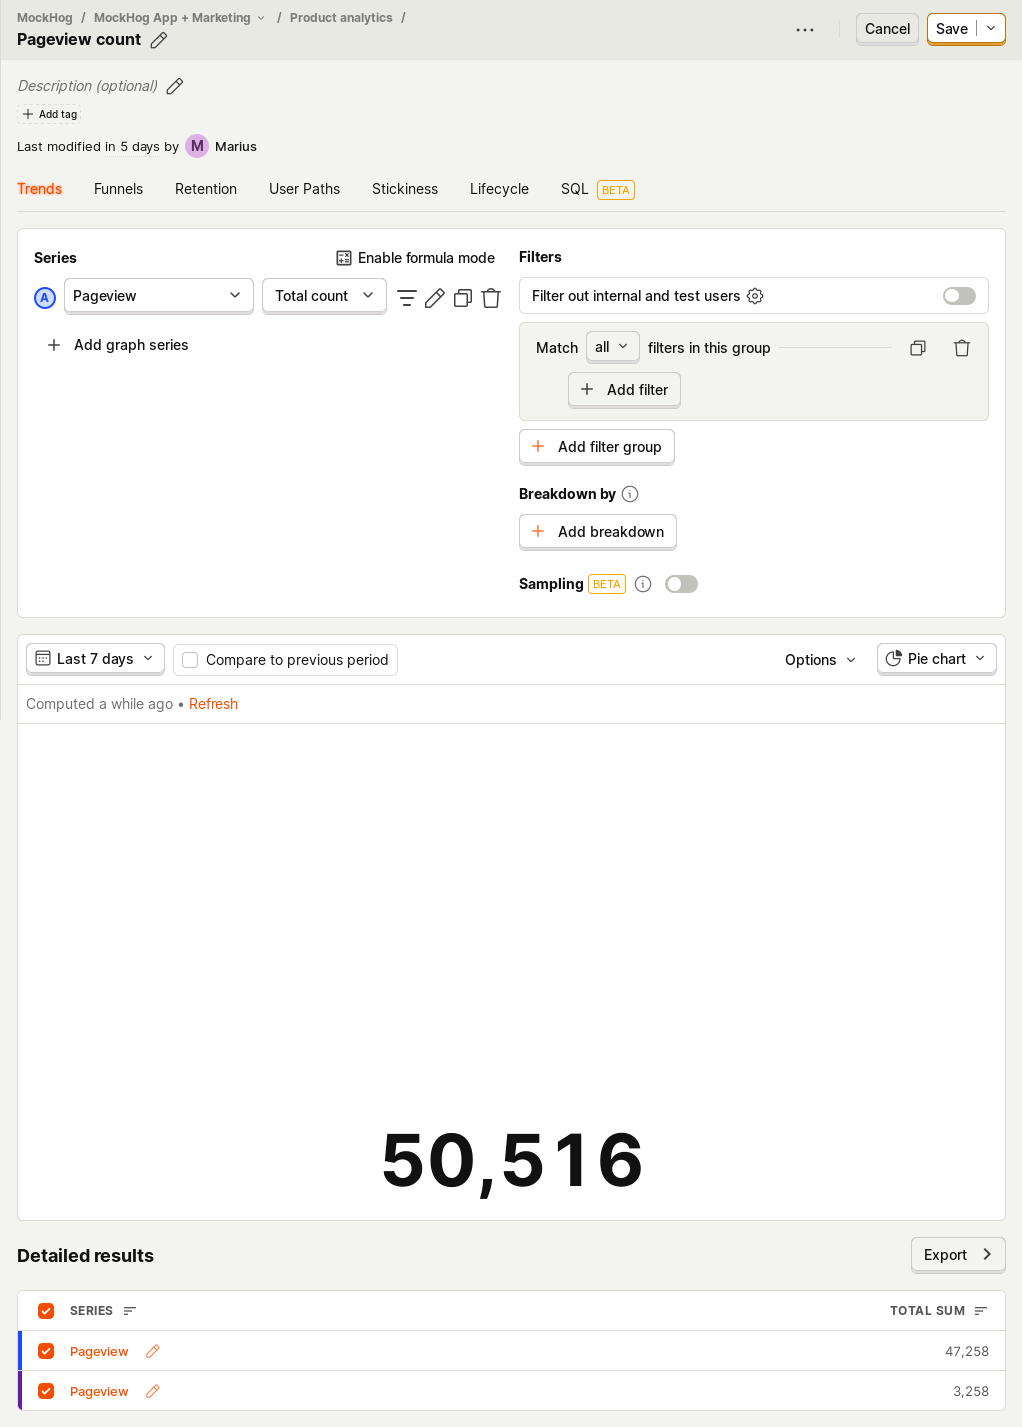 MockHog / MockHog App + Marketing / Product analytics /
Pageview count
Cancel
Save
Description (optional)
Add tag
Last modified in 5 days by M Marius
Trends Funnels Retention User Paths Stickiness Lifecycle SQL BETA
Series
Enable formula mode
A Pageview Total count
Add graph series
Filters
Filter out internal and test users
Match all filters in this group
Add filter
Add filter group
Breakdown by
Add breakdown
Sampling BETA
Last 7 days
Compare to previous period
Options
Pie chart
Computed a while ago • Refresh
50,516
Detailed results
Export
SERIES TOTAL SUM
Pageview 47,258
Pageview 3,258